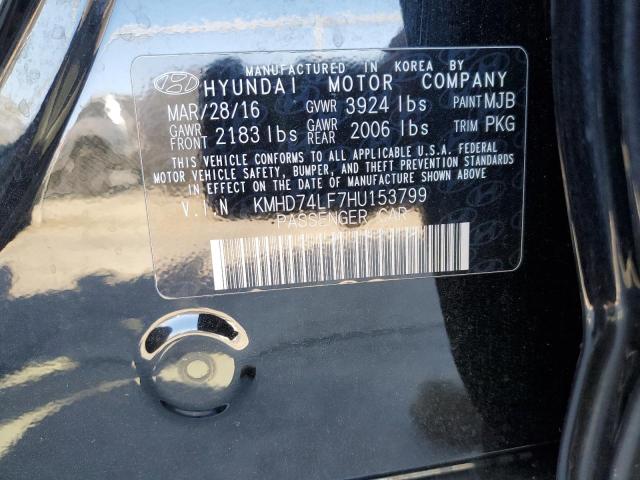 MANUFACTURED IN KOREA BY
HYUNDAI MOTOR COMPANY
MAR/28/16 GVWR 3924 lbs PAINT MJB
GAWR FRONT 2183 lbs GAWR REAR 2006 lbs TRIM PKG
THIS VEHICLE CONFORMS TO ALL APPLICABLE U.S.A. FEDERAL
MOTOR VEHICLE SAFETY, BUMPER, AND THEFT PREVENTION STANDARDS
IN EFFECT ON THE DATE OF MANUFACTURE SHOWN ABOVE
V.I.N KMHD74LF7HU153799
PASSENGER CAR